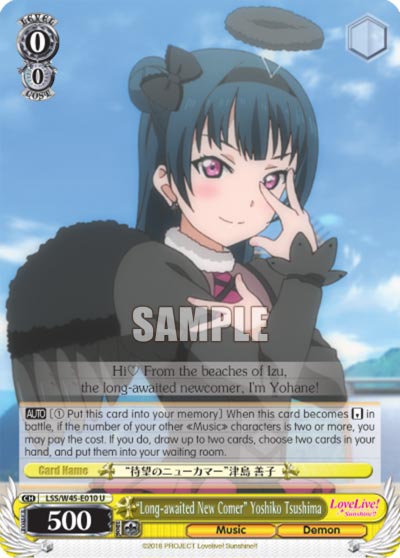 LEVEL
0
0
COST
SAMPLE
Hi♡ From the beaches of Izu,
the long-awaited newcomer, I'm Yohane!
AUTO [① Put this card into your memory] When this card becomes [↓] in
battle, if the number of your other «Music» characters is two or more, you
may pay the cost. If you do, draw up to two cards, choose two cards in your
hand, and put them into your waiting room.
Card Name
"待望のニューカマー"津島 善子
CH LSS/W45-E010 U
"Long-awaited New Comer" Yoshiko Tsushima
LoveLive!
Sunshine!!
500
Music
Demon
©2016 PROJECT Lovelive! Sunshine!!